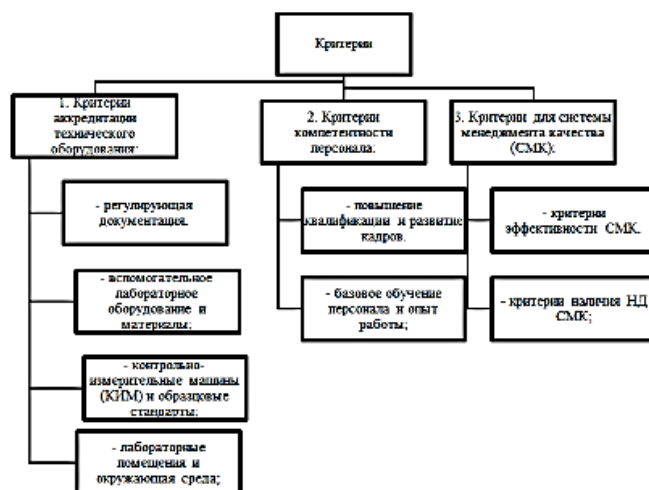 Критерии
1. Критерии
аккредитации
технического
оборудования:
2. Критерии
компетентности
персонала:
3. Критерии для системы
менеджмента качества
(СМК):
- регулирующая
документация.
- вспомогательное
лабораторное
оборудование и
материалы;
- контрольно-
измерительные машины
(КИМ) и образцовые
стандарты;
- лабораторные
помещения и
окружающая среда;
- повышение
квалификации и развитие
кадров.
- базовое обучение
персонала и опыт
работы;
- критерии
эффективности СМК.
- критерии наличия НД
СМК;